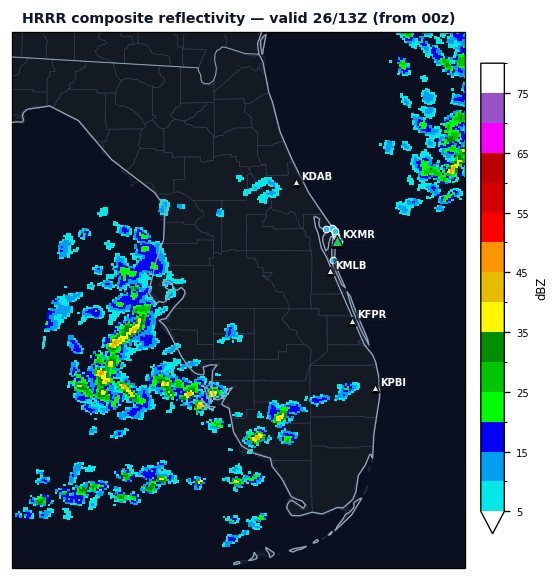 HRRR composite reflectivity — valid 26/13Z (from 00z)
KDAB
KXMR
KMLB
KFPR
KPBI
75
65
55
45
35
25
15
5
dBZ